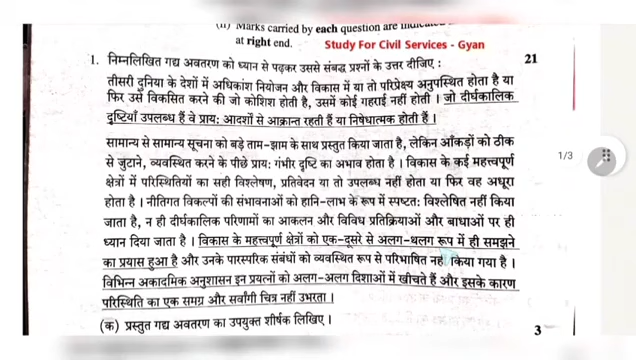 (ii) Marks carried by each question are indicated
at right end.
Study For Civil Services - Gyan
1. निम्नलिखित गद्य अवतरण को ध्यान से पढ़कर उससे संबद्ध प्रश्नों के उत्तर दीजिए : 21
तीसरी दुनिया के देशों में अधिकांश नियोजन और विकास में या तो परिप्रेक्ष्य अनुपस्थित होता है या
फिर उसे विकसित करने की जो कोशिश होती है, उसमें कोई गहराई नहीं होती । जो दीर्घकालिक
दृष्टियाँ उपलब्ध हैं वे प्रायः आदर्शों से आक्रान्त रहती हैं या निषेधात्मक होती हैं ।
सामान्य से सामान्य सूचना को बड़े ताम-झाम के साथ प्रस्तुत किया जाता है, लेकिन आँकड़ों को ठीक
से जुटाने, व्यवस्थित करने के पीछे प्रायः गंभीर दृष्टि का अभाव होता है । विकास के कई महत्त्वपूर्ण
क्षेत्रों में परिस्थितियों का सही विश्लेषण, प्रतिवेदन या तो उपलब्ध नहीं होता या फिर वह अधूरा
होता है । नीतिगत विकल्पों की संभावनाओं को हानि-लाभ के रूप में स्पष्टतः विश्लेषित नहीं किया
जाता है, न ही दीर्घकालिक परिणामों का आकलन और विविध प्रतिक्रियाओं और बाधाओं पर ही
ध्यान दिया जाता है । विकास के महत्त्वपूर्ण क्षेत्रों को एक-दूसरे से अलग-थलग रूप में ही समझने
का प्रयास हुआ है और उनके पारस्परिक संबंधों को व्यवस्थित रूप से परिभाषित नहीं किया गया है ।
विभिन्न अकादमिक अनुशासन इन प्रयत्नों को अलग-अलग दिशाओं में खींचते हैं और इसके कारण
परिस्थिति का एक समग्र और सर्वांगी चित्र नहीं उभरता ।
(क) प्रस्तुत गद्य अवतरण का उपयुक्त शीर्षक लिखिए । 3
1/3